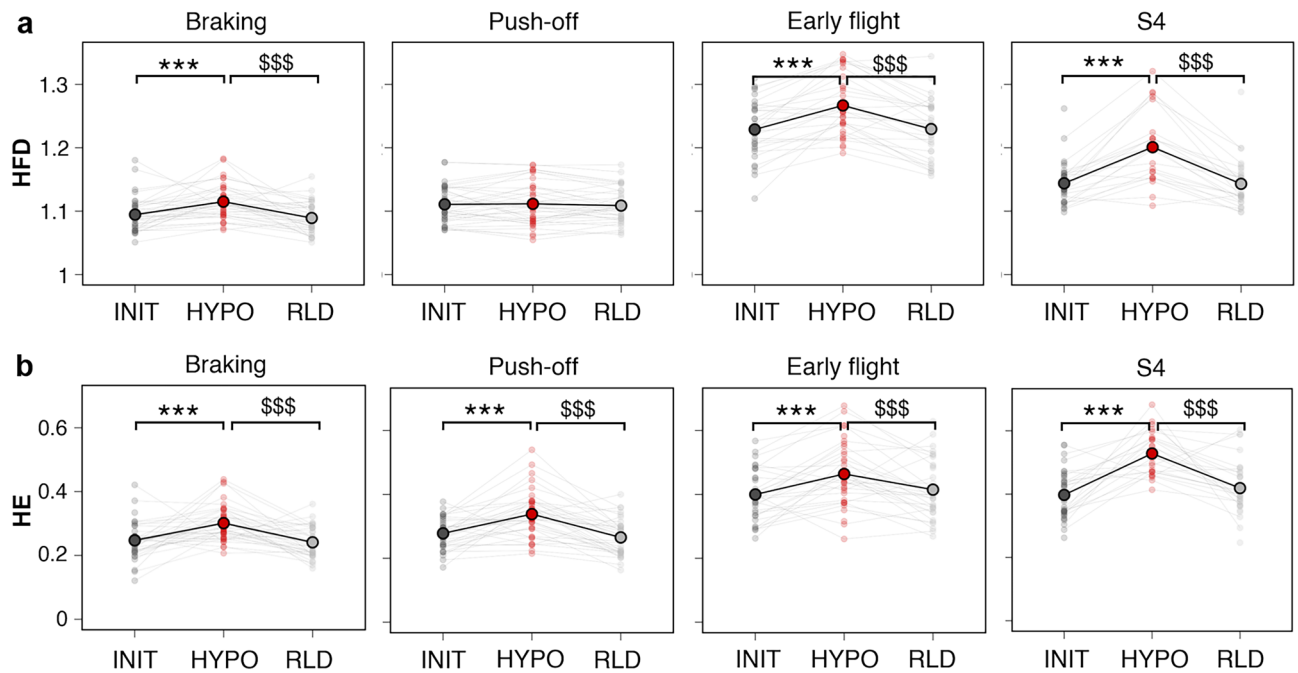 a Braking Push-off Early flight S4
*** $$$ *** $$$ *** $$$
HFD
1.3
1.2
1.1
1
INIT HYPO RLD INIT HYPO RLD INIT HYPO RLD INIT HYPO RLD
b Braking Push-off Early flight S4
*** $$$ *** $$$ *** $$$ *** $$$
HE
0.6
0.4
0.2
0
INIT HYPO RLD INIT HYPO RLD INIT HYPO RLD INIT HYPO RLD